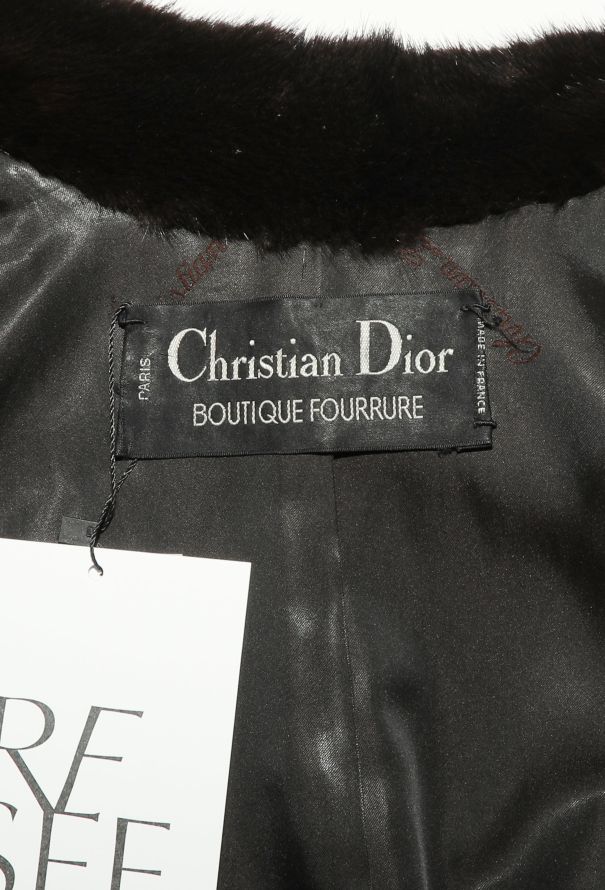 PARIS
Christian Dior
MADE IN FRANCE
BOUTIQUE FOURRURE
RE
SEE